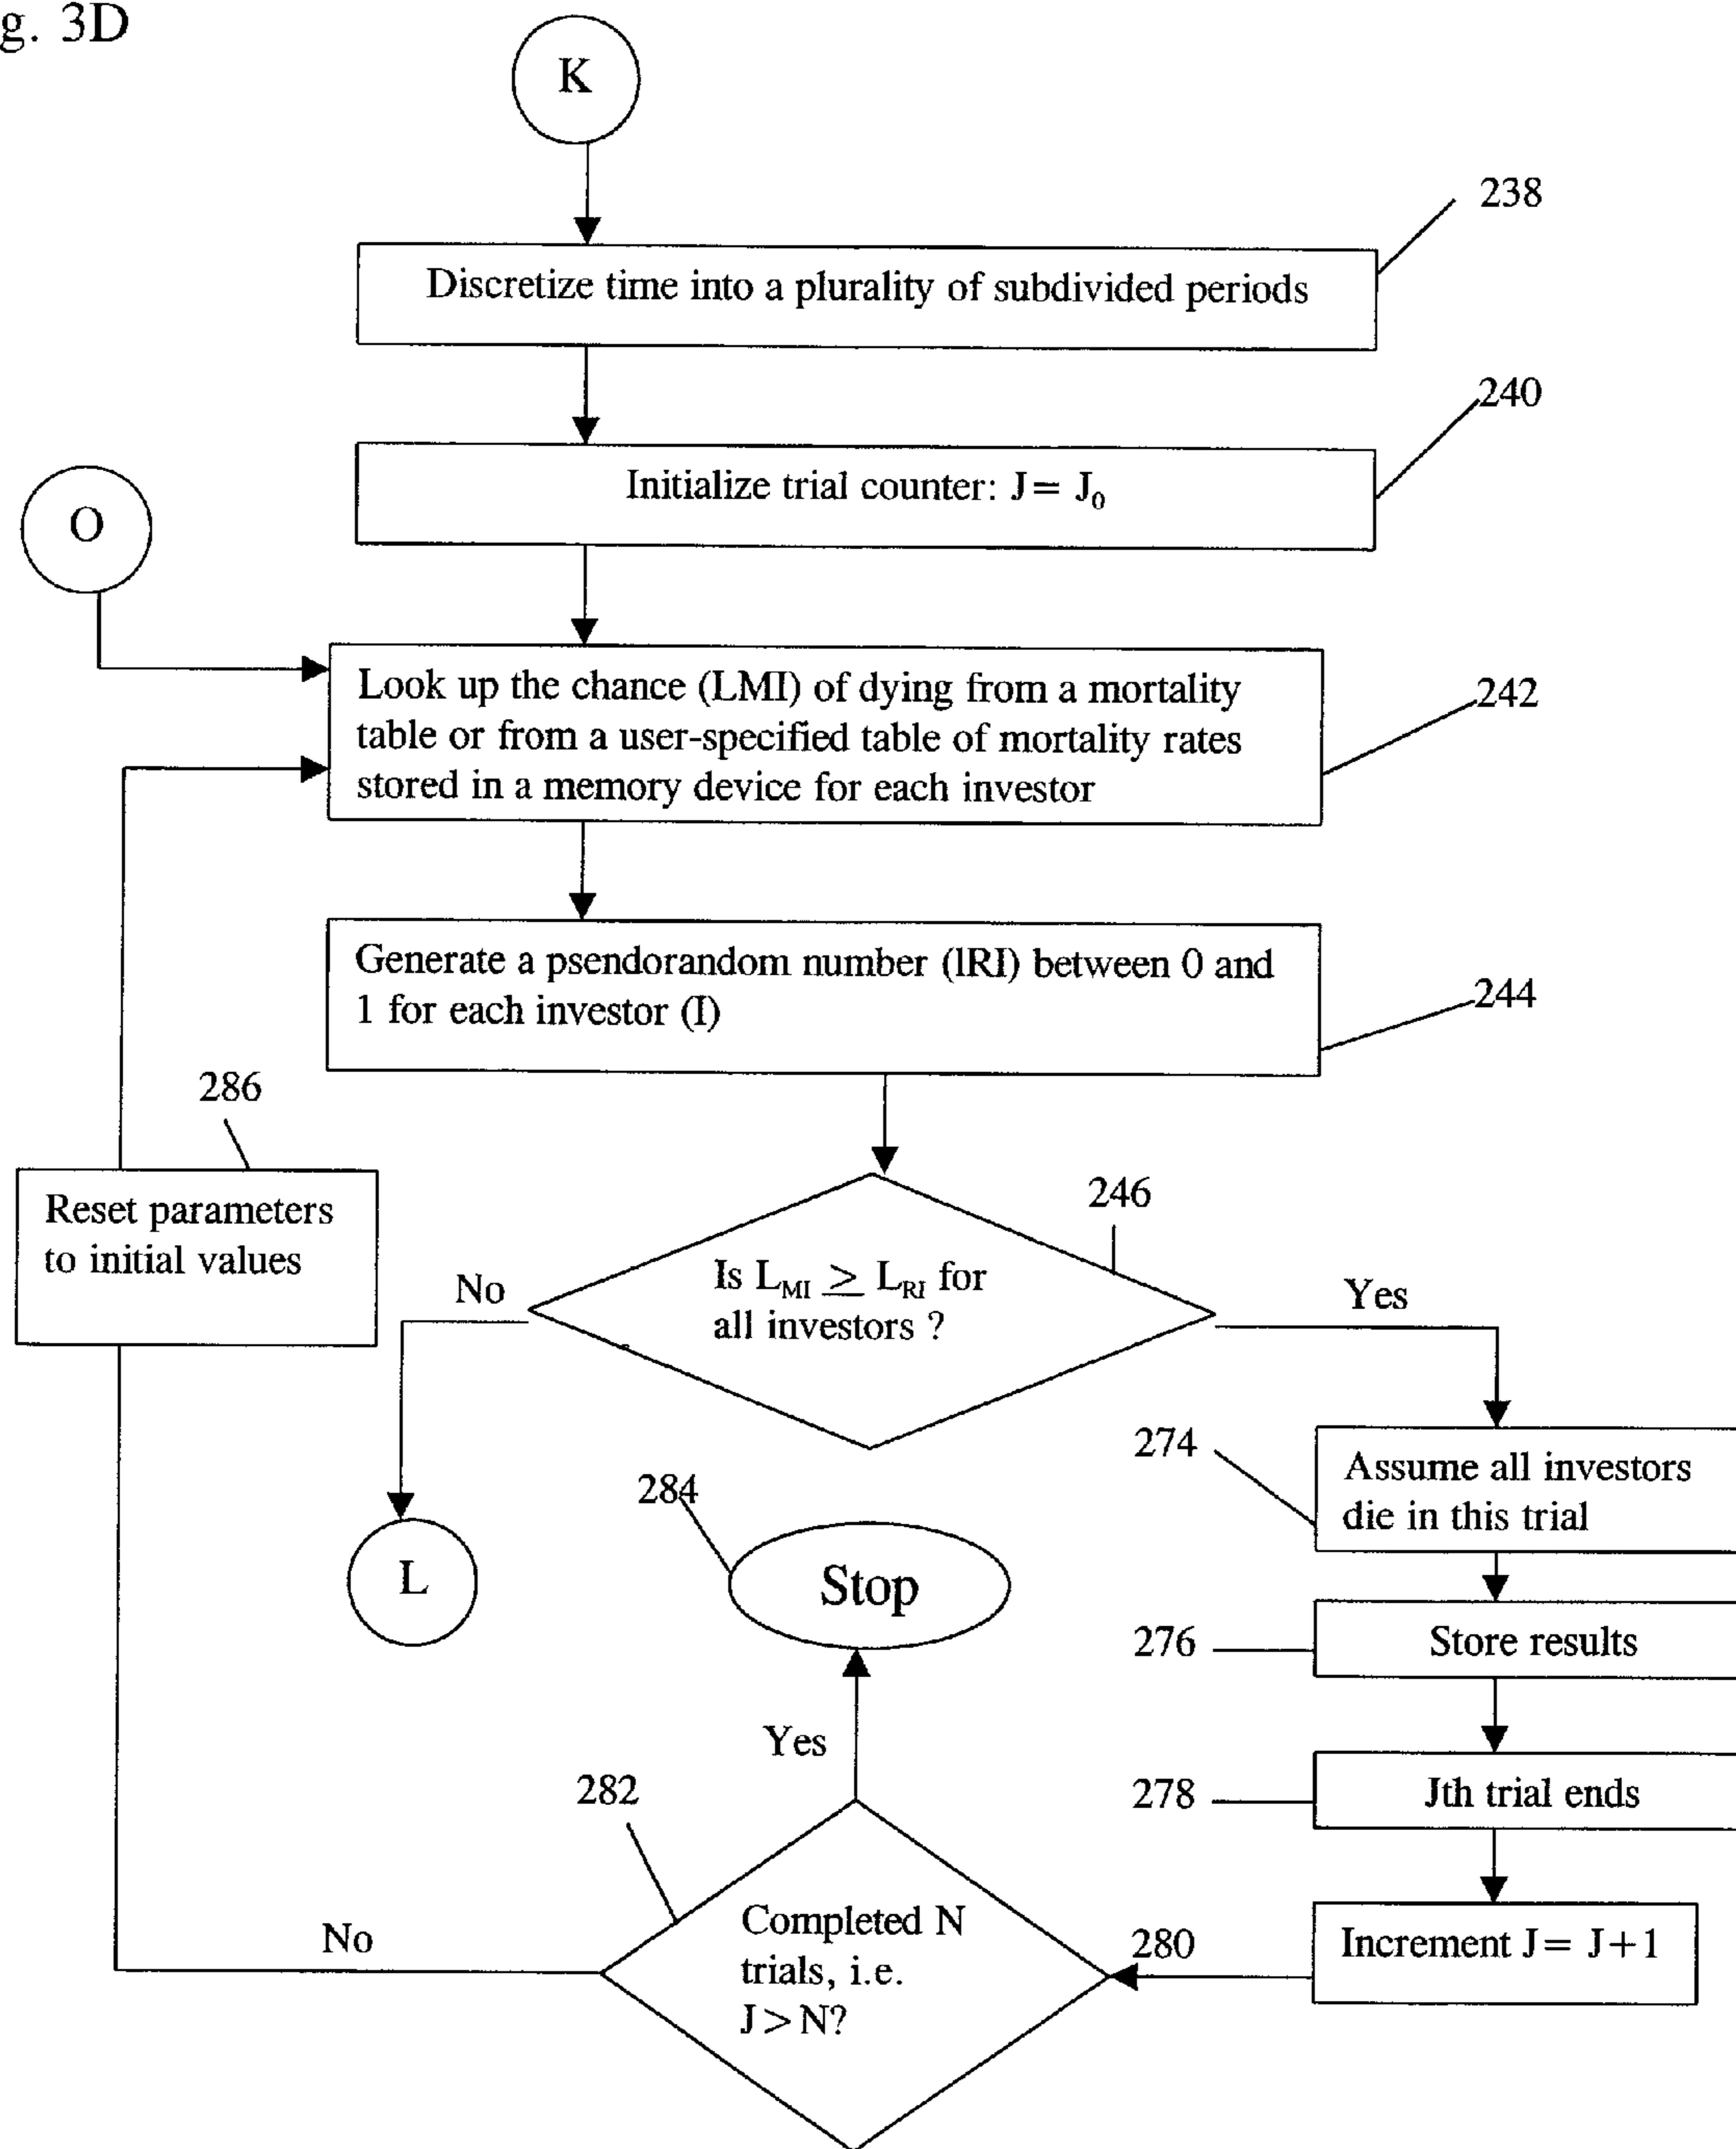 g. 3D
K
238
Discretize time into a plurality of subdivided periods
240
Initialize trial counter: J= J₀
O
242
Look up the chance (LMI) of dying from a mortality
table or from a user-specified table of mortality rates
stored in a memory device for each investor
Generate a psendorandom number (lRI) between 0 and
1 for each investor (I)
244
286
Reset parameters
to initial values
246
Is L_MI ≥ L_RI for
all investors ?
No
Yes
274
Assume all investors
die in this trial
284
Stop
L
276
Store results
Yes
278
Jth trial ends
282
Completed N
trials, i.e.
J>N?
No
280
Increment J= J+1